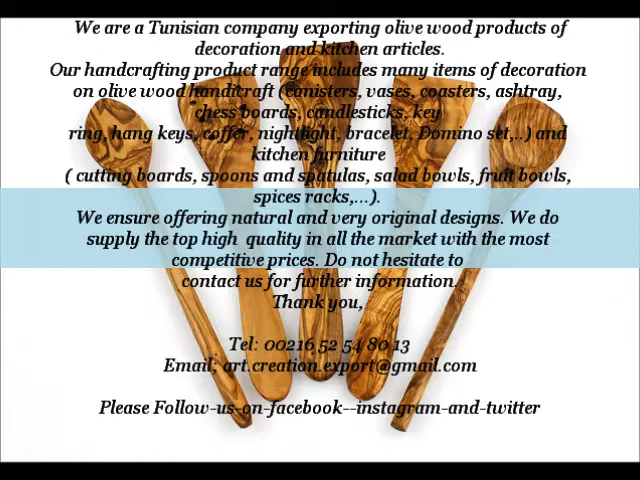 We are a Tunisian company exporting olive wood products of
decoration and kitchen articles.
Our handcrafting product range includes many items of decoration
on olive wood handicraft (canisters, vases, coasters, ashtray,
chess boards, candlesticks, key
ring, hang keys, coffer, nightlight, bracelet, Domino set,..) and
kitchen furniture
( cutting boards, spoons and spatulas, salad bowls, fruit bowls,
spices racks,...).
We ensure offering natural and very original designs. We do
supply the top high quality in all the market with the most
competitive prices. Do not hesitate to
contact us for further information.
Thank you,
Tel: 00216 52 54 80 13
Email; art.creation.export@gmail.com
Please Follow-us-on-facebook--instagram-and-twitter